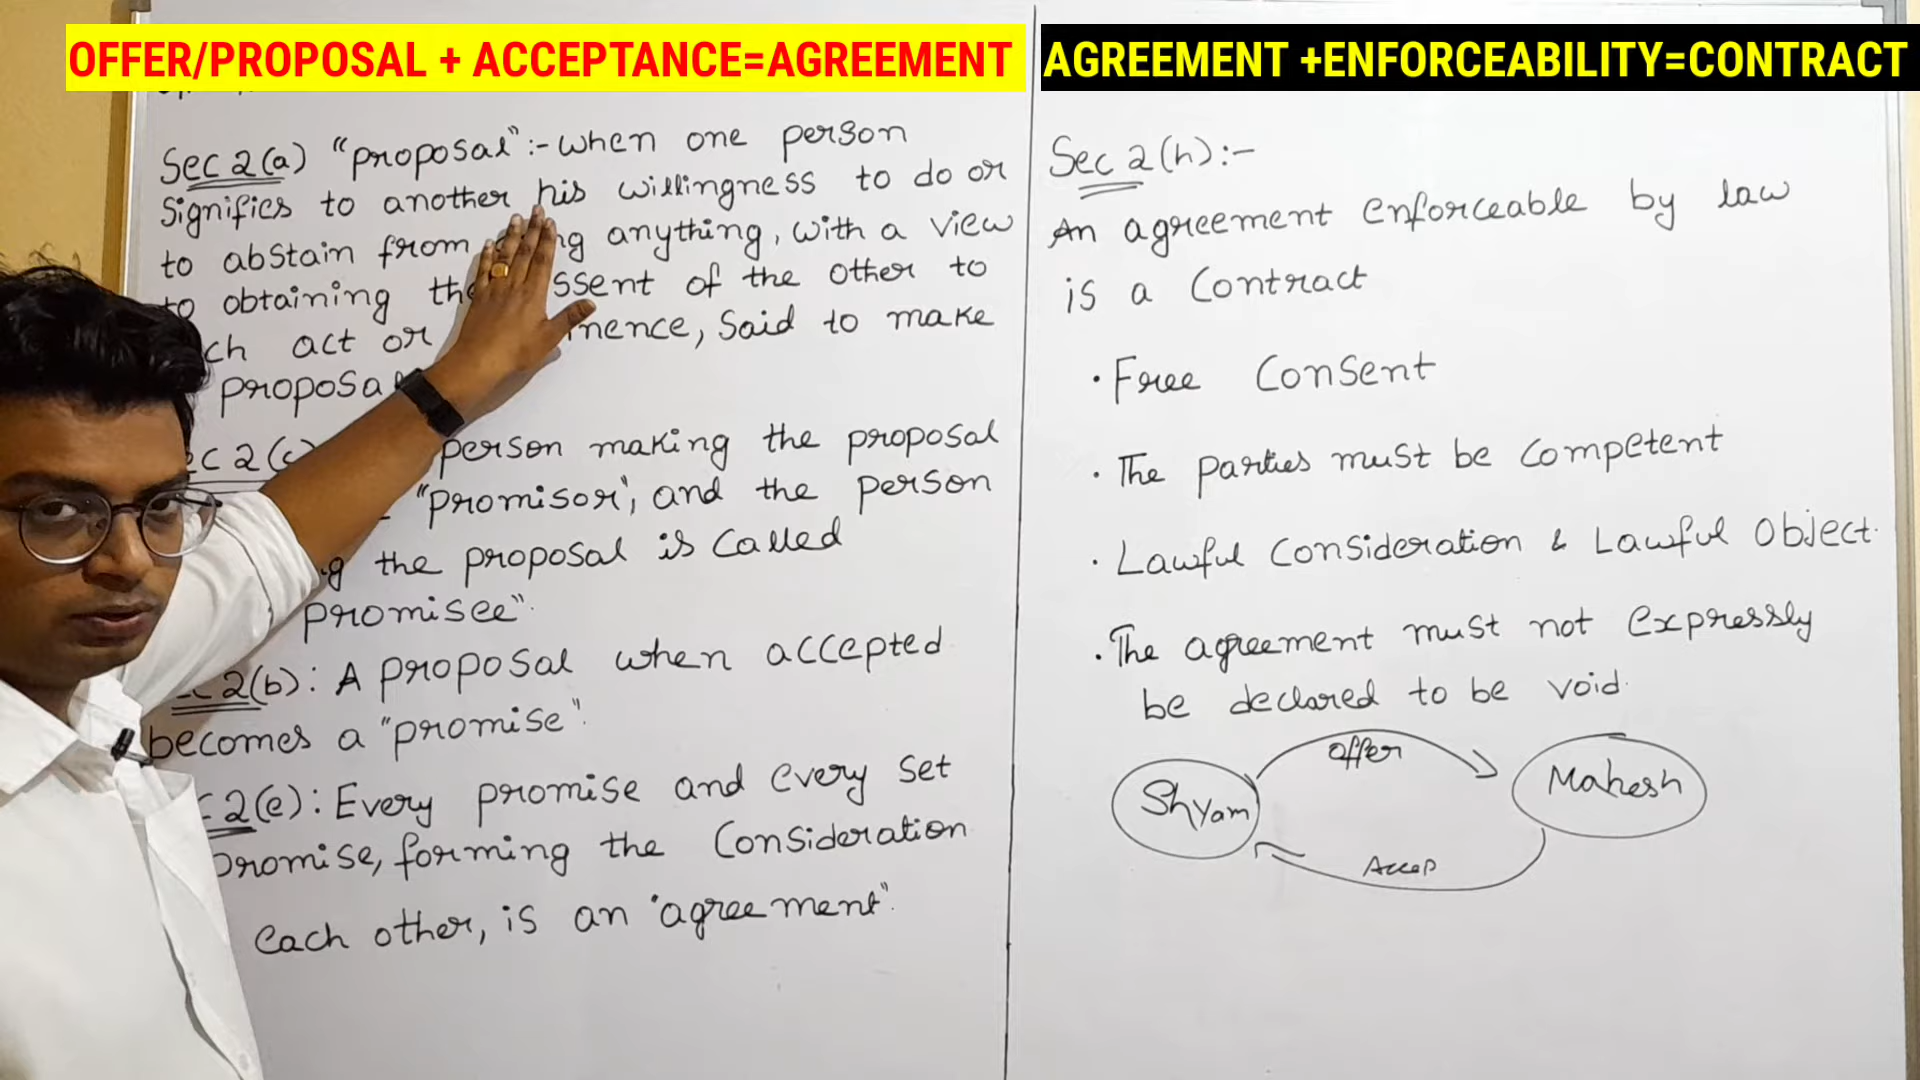 OFFER/PROPOSAL + ACCEPTANCE=AGREEMENT
AGREEMENT +ENFORCEABILITY=CONTRACT
Sec 2(a) "proposal":- when one person
Signifies to another his willingness to do or
to abstain from anything, with a view
to obtaining the ssent of the other to
ch act or nence, Said to make
proposal
2(c) person making the proposal
"promisor", and the person
g the proposal is called
promisee".
2(b): A proposal when accepted
becomes a "promise".
2(e): Every promise and every set
promise, forming the Consideration
each other, is an "agreement".
Sec 2(h):-
An agreement enforceable by law
is a Contract
• Free Consent
• The parties must be competent
• Lawful Consideration & Lawful Object.
• The agreement must not expressly
be declared to be void.
Offer
Shyam
Mahesh
Accep